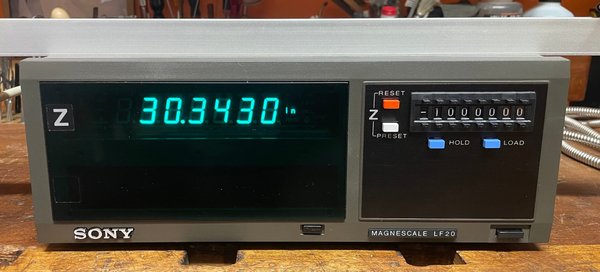 Z
30.3430 in
RESET
Z
PRESET
-1000000
HOLD
LOAD
SONY
MAGNESCALE LF20